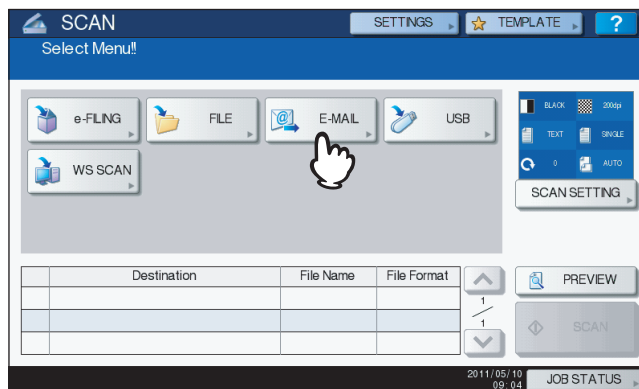 SCAN
SETTINGS
TEMPLATE
?
Select Menu!!
e-FILING
FILE
E-MAIL
USB
WS SCAN
BLACK
200dpi
TEXT
SINGLE
0
AUTO
SCAN SETTING
Destination
File Name
File Format
1
1
PREVIEW
SCAN
2011/05/10
09:04
JOB STATUS